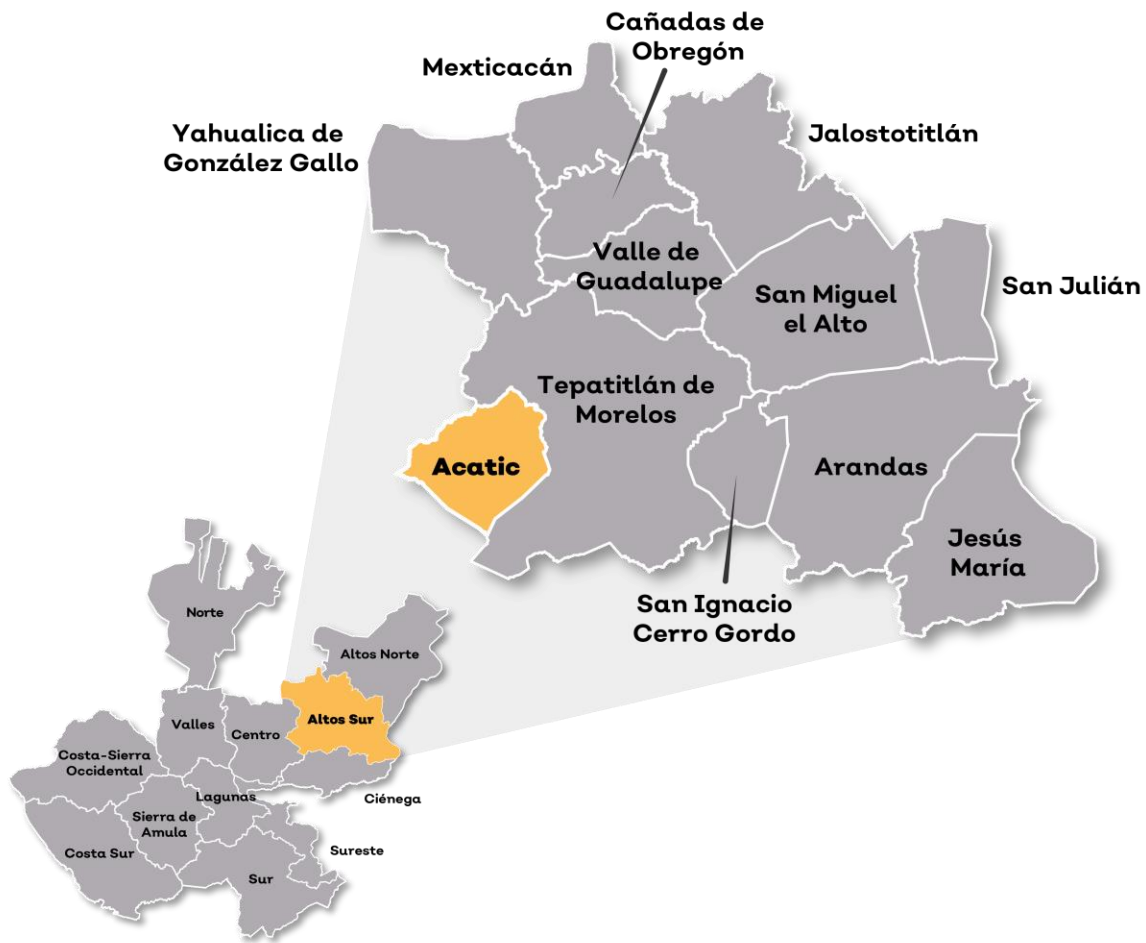 Cañadas de
Obregón
Mexticacán
Yahualica de
González Gallo
Jalostotitlán
Valle de
Guadalupe
San Miguel
el Alto
San Julián
Tepatitlán de
Morelos
Acatic
Arandas
Jesús
María
San Ignacio
Cerro Gordo
Norte
Altos Norte
Altos Sur
Valles
Centro
Costa-Sierra
Occidental
Lagunas
Ciénega
Sierra de
Amula
Costa Sur
Sureste
Sur